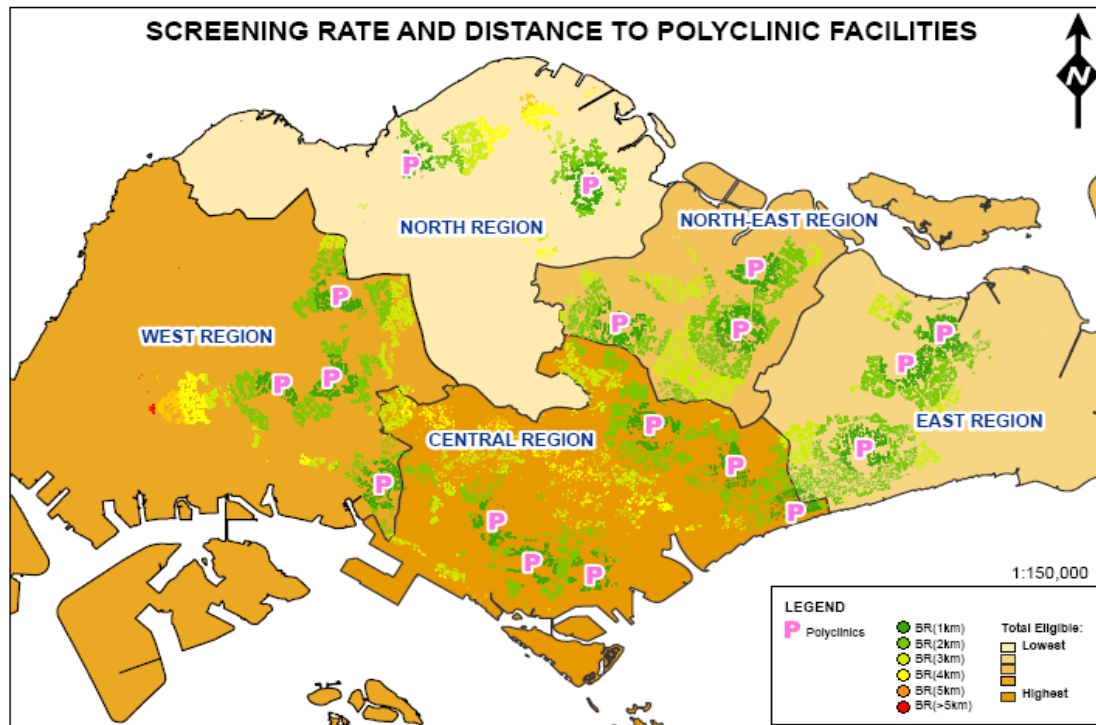 SCREENING RATE AND DISTANCE TO POLYCLINIC FACILITIES
N
P
P
NORTH REGION
NORTH-EAST REGION
P
P
P
P
P
WEST REGION
P
P
P
EAST REGION
P
CENTRAL REGION
P
P
P
P
P
P
P
1:150,000
LEGEND
P Polyclinics
BR(1km)
BR(2km)
BR(3km)
BR(4km)
BR(5km)
BR(>5km)
Total Eligible:
Lowest
Highest